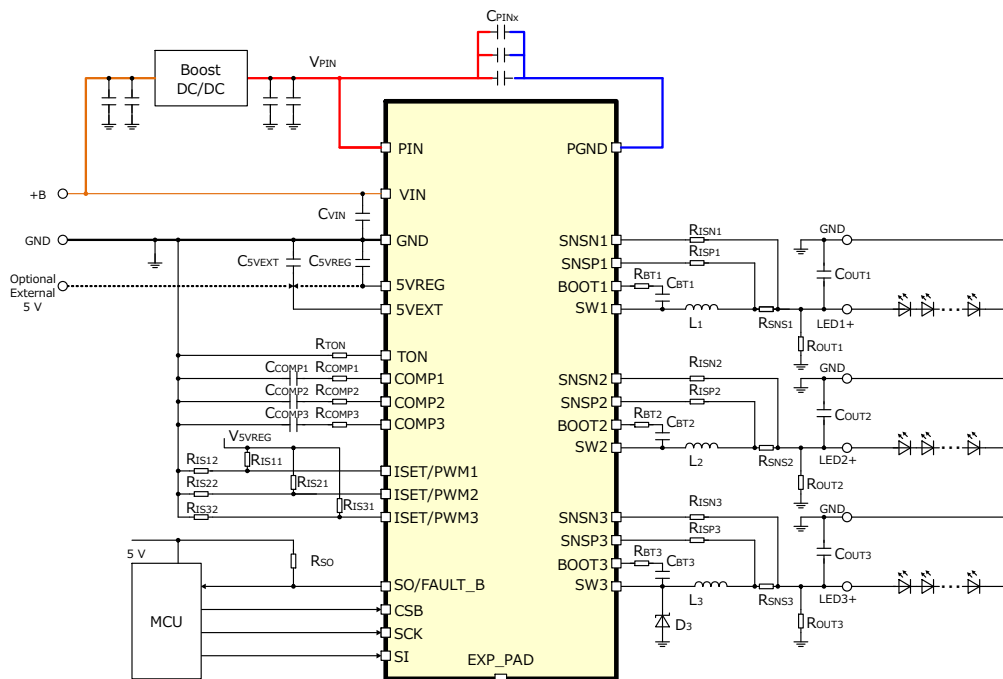 CPINx
Boost
DC/DC
VPIN
PIN
PGND
+B
VIN
CVIN
GND
GND
C5VEXT
C5VREG
Optional
External
5 V
5VREG
5VEXT
RTON
TON
CCOMP1
RCOMP1
COMP1
CCOMP2
RCOMP2
COMP2
CCOMP3
RCOMP3
COMP3
V5VREG
RIS12
RIS11
ISET/PWM1
RIS22
RIS21
ISET/PWM2
RIS32
RIS31
ISET/PWM3
5 V
RSO
SO/FAULT_B
MCU
CSB
SCK
SI
EXP_PAD
SNSN1
RISN1
GND
SNSP1
RISP1
COUT1
BOOT1
RBT1
CBT1
SW1
L1
RSNS1
LED1+
ROUT1
SNSN2
RISN2
GND
SNSP2
RISP2
COUT2
BOOT2
RBT2
CBT2
SW2
L2
RSNS2
LED2+
ROUT2
SNSN3
RISN3
GND
SNSP3
RISP3
COUT3
BOOT3
RBT3
CBT3
SW3
L3
RSNS3
LED3+
D3
ROUT3